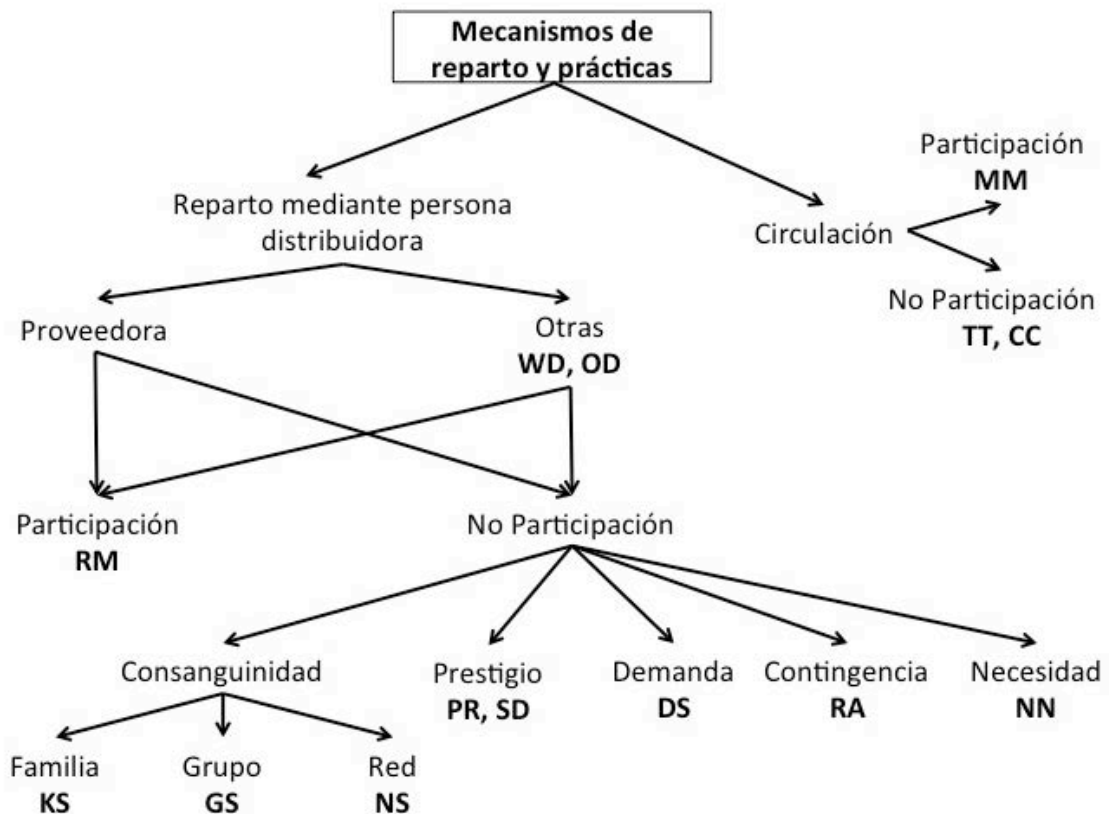 Mecanismos de
reparto y prácticas
Participación
MM
Reparto mediante persona
distribuidora
Circulación
No Participación
TT, CC
Proveedora
Otras
WD, OD
Participación
RM
No Participación
Consanguinidad
Prestigio
PR, SD
Demanda
DS
Contingencia
RA
Necesidad
NN
Familia
KS
Grupo
GS
Red
NS